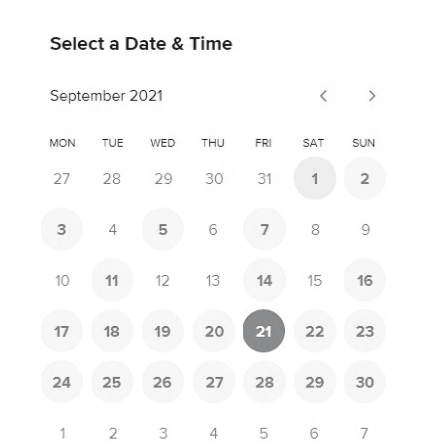 Select a Date & Time
September 2021
MON TUE WED THU FRI SAT SUN
27 28 29 30 31 1 2
3 4 5 6 7 8 9
10 11 12 13 14 15 16
17 18 19 20 21 22 23
24 25 26 27 28 29 30
1 2 3 4 5 6 7